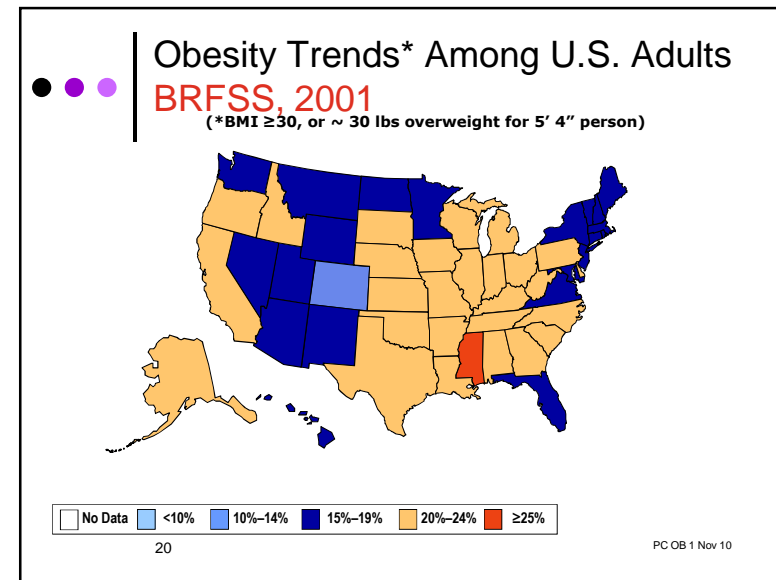 Obesity Trends* Among U.S. Adults
BRFSS, 2001
(*BMI ≥30, or ~ 30 lbs overweight for 5’ 4” person)
No Data <10% 10%–14% 15%–19% 20%–24% ≥25%
20
PC OB 1 Nov 10